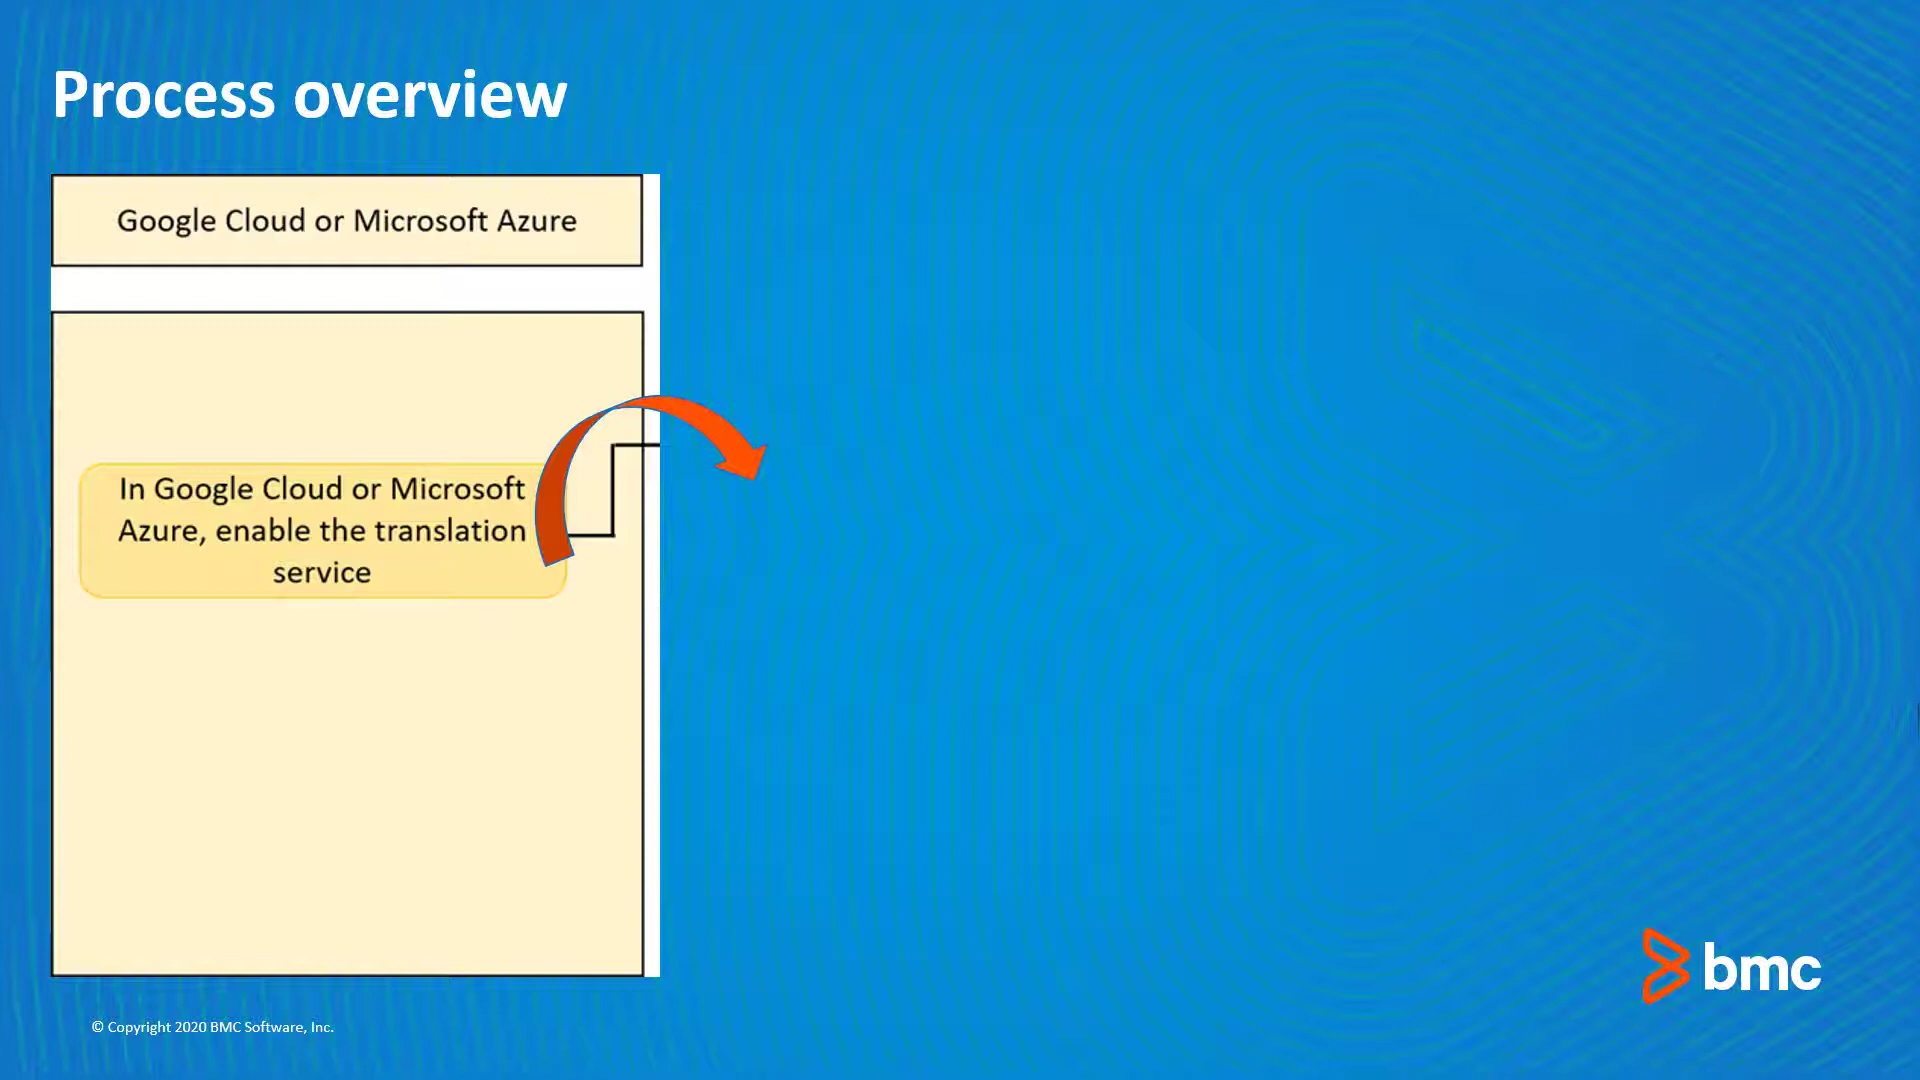 Process overview
Google Cloud or Microsoft Azure
In Google Cloud or Microsoft
Azure, enable the translation
service
bmc
© Copyright 2020 BMC Software, Inc.